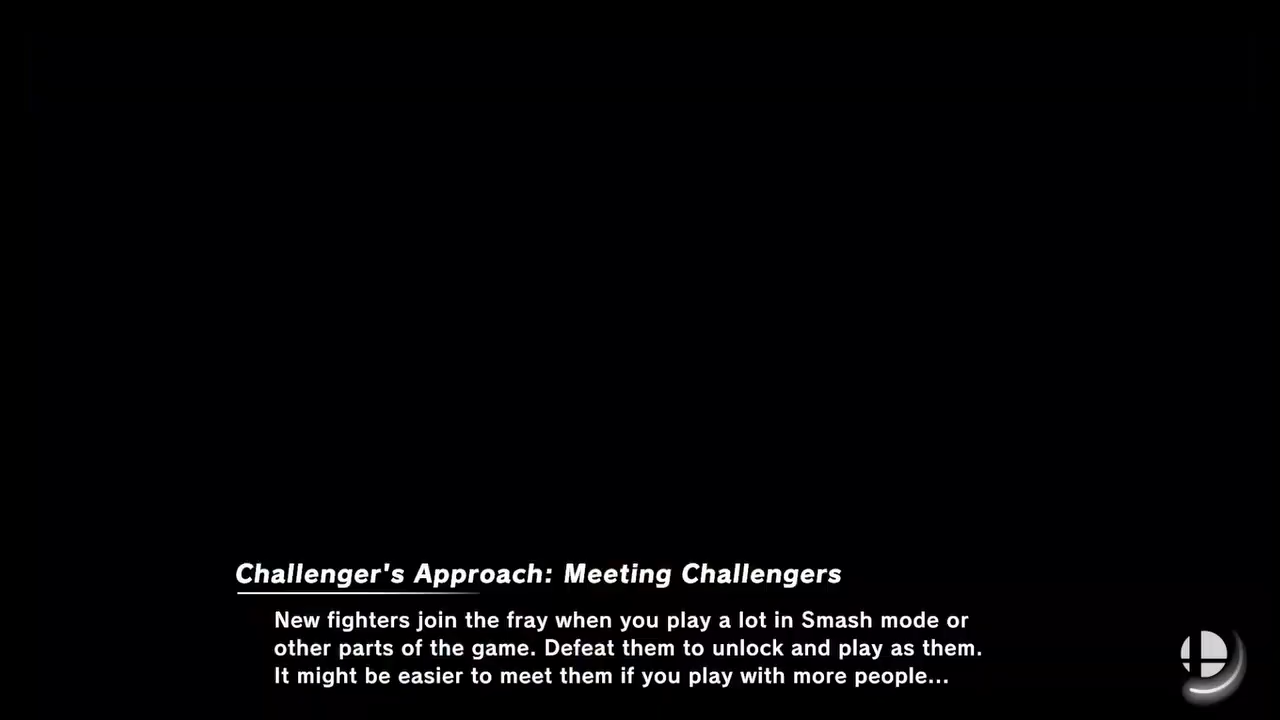 Challenger's Approach: Meeting Challengers
New fighters join the fray when you play a lot in Smash mode or
other parts of the game. Defeat them to unlock and play as them.
It might be easier to meet them if you play with more people...